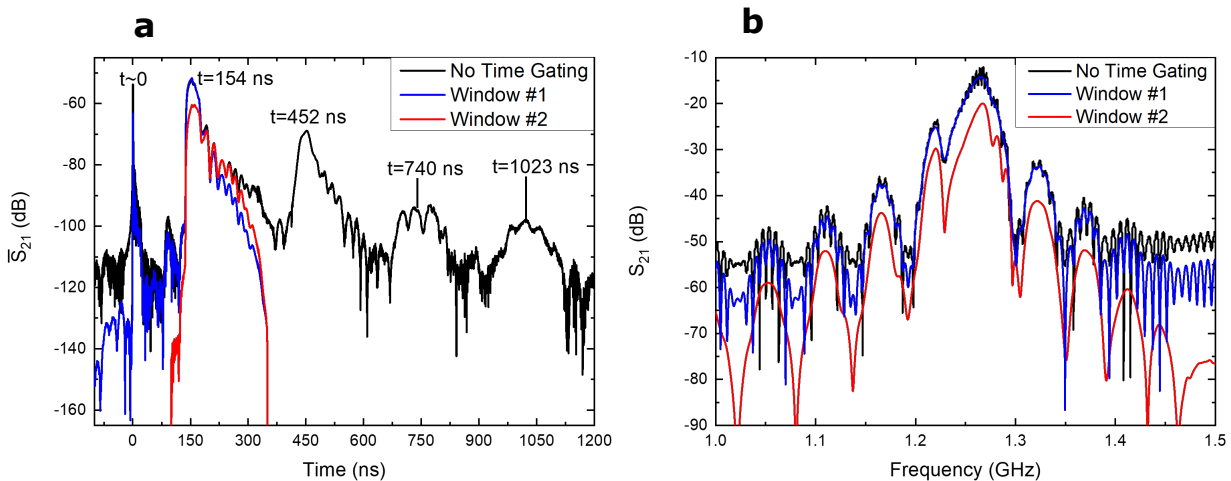 a
b
t~0
t=154 ns
t=452 ns
t=740 ns
t=1023 ns
No Time Gating
Window #1
Window #2
-60
-80
-100
-120
-140
-160
S̅21 (dB)
0 150 300 450 600 750 900 1050 1200
Time (ns)
No Time Gating
Window #1
Window #2
-10
-20
-30
-40
-50
-60
-70
-80
-90
S21 (dB)
1.0 1.1 1.2 1.3 1.4 1.5
Frequency (GHz)